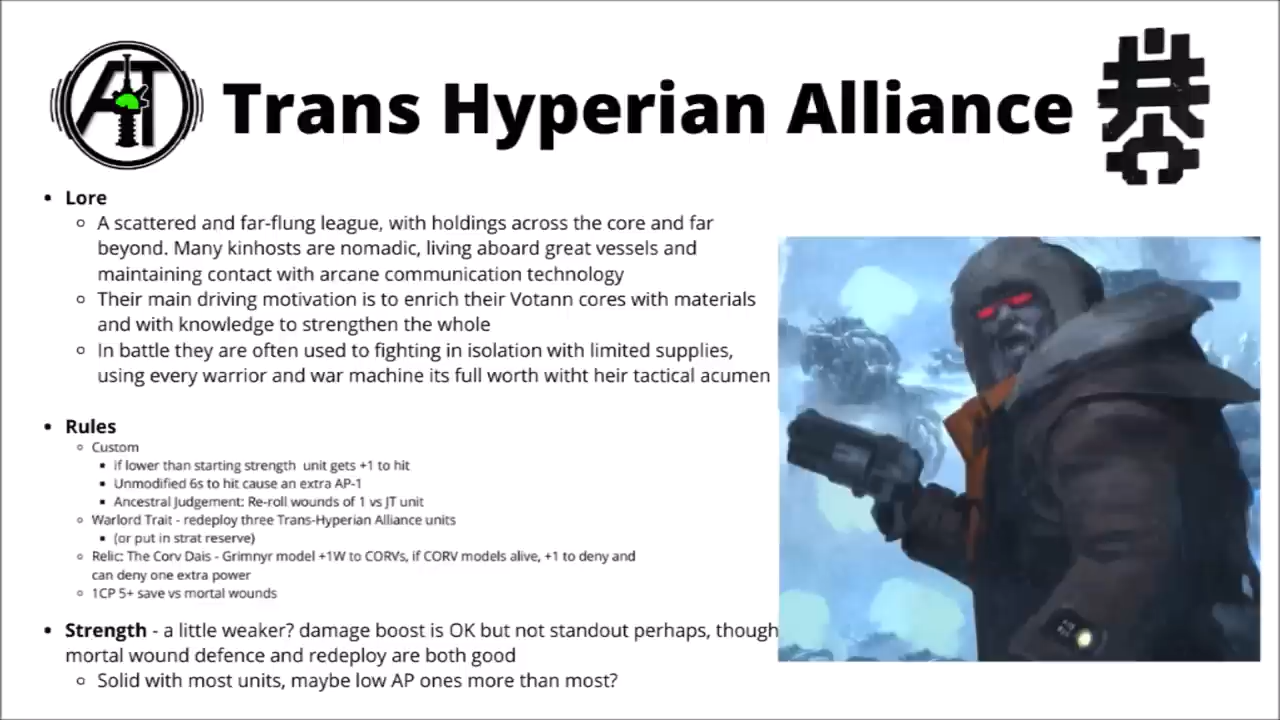 AT
Trans Hyperian Alliance
• Lore
○ A scattered and far-flung league, with holdings across the core and far
beyond. Many kinhosts are nomadic, living aboard great vessels and
maintaining contact with arcane communication technology
○ Their main driving motivation is to enrich their Votann cores with materials
and with knowledge to strengthen the whole
○ In battle they are often used to fighting in isolation with limited supplies,
using every warrior and war machine its full worth witht heir tactical acumen
• Rules
○ Custom
▪ if lower than starting strength unit gets +1 to hit
▪ Unmodified 6s to hit cause an extra AP-1
▪ Ancestral Judgement: Re-roll wounds of 1 vs JT unit
○ Warlord Trait - redeploy three Trans-Hyperian Alliance units
▪ (or put in strat reserve)
○ Relic: The Corv Dais - Grimnyr model +1W to CORVs, if CORV models alive, +1 to deny and
can deny one extra power
○ 1CP 5+ save vs mortal wounds
• Strength - a little weaker? damage boost is OK but not standout perhaps, though
mortal wound defence and redeploy are both good
○ Solid with most units, maybe low AP ones more than most?